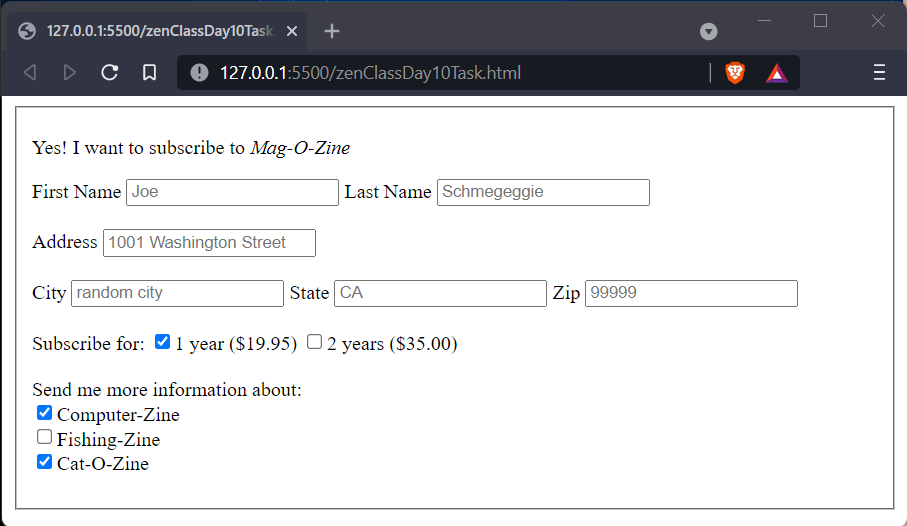 127.0.0.1:5500/zenClassDay10Task.
127.0.0.1:5500/zenClassDay10Task.html
Yes! I want to subscribe to Mag-O-Zine
First Name Joe Last Name Schmegeggie
Address 1001 Washington Street
City random city State CA Zip 99999
Subscribe for: 1 year ($19.95) 2 years ($35.00)
Send me more information about:
Computer-Zine
Fishing-Zine
Cat-O-Zine